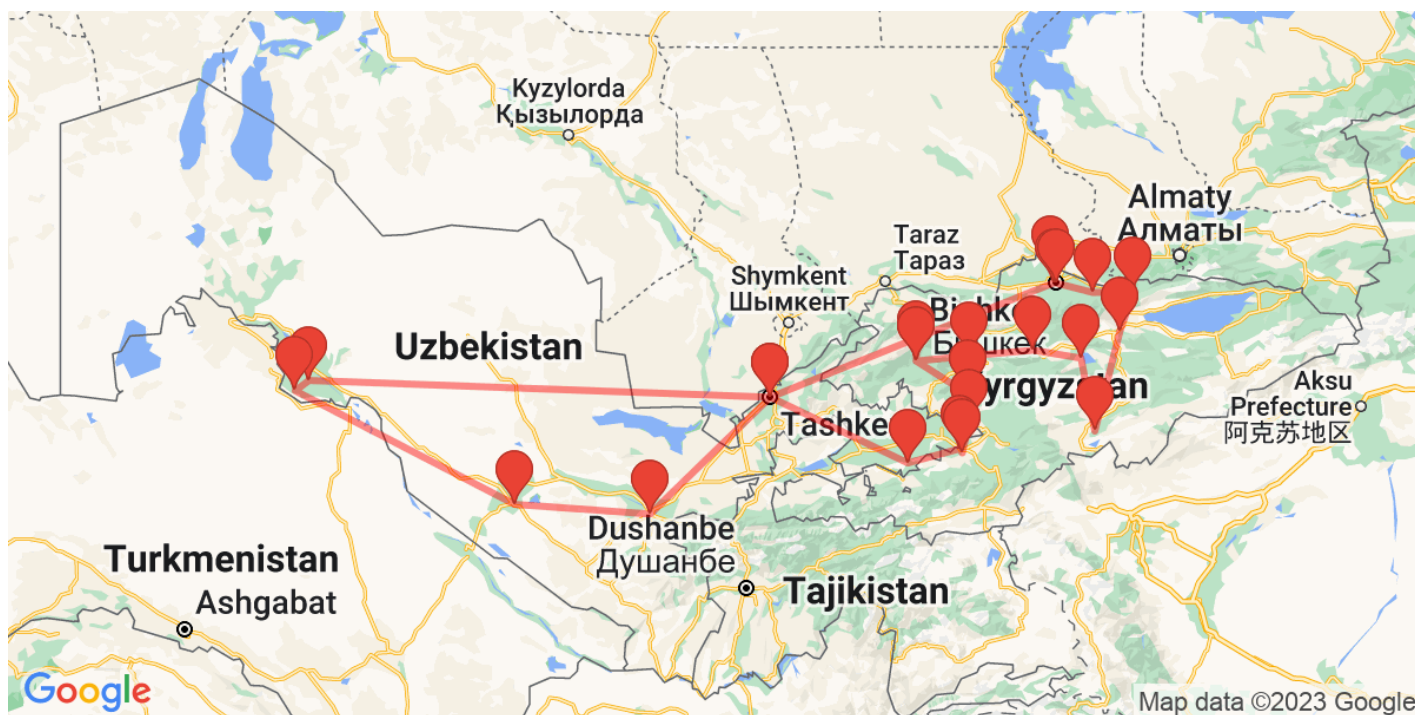 Kyzylorda
Қызылорда
Almaty
Алматы
Taraz
Тараз
Shymkent
Шымкент
Uzbekistan
Aksu
Prefecture
阿克苏地区
Dushanbe
Душанбе
Turkmenistan
Ashgabat
Tajikistan
Google
Map data ©2023 Google